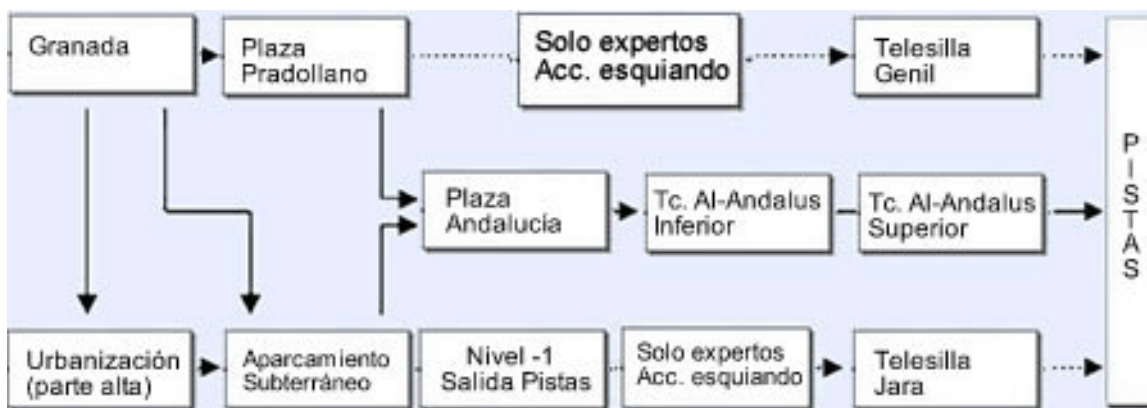 Granada
Plaza
Pradollano
Solo expertos
Acc. esquiando
Telesilla
Genil
Plaza
Andalucía
Tc. Al-Andalus
Inferior
Tc. Al-Andalus
Superior
PISTAS
Urbanización
(parte alta)
Aparcamiento
Subterráneo
Nivel -1
Salida Pistas
Solo expertos
Acc. esquiando
Telesilla
Jara